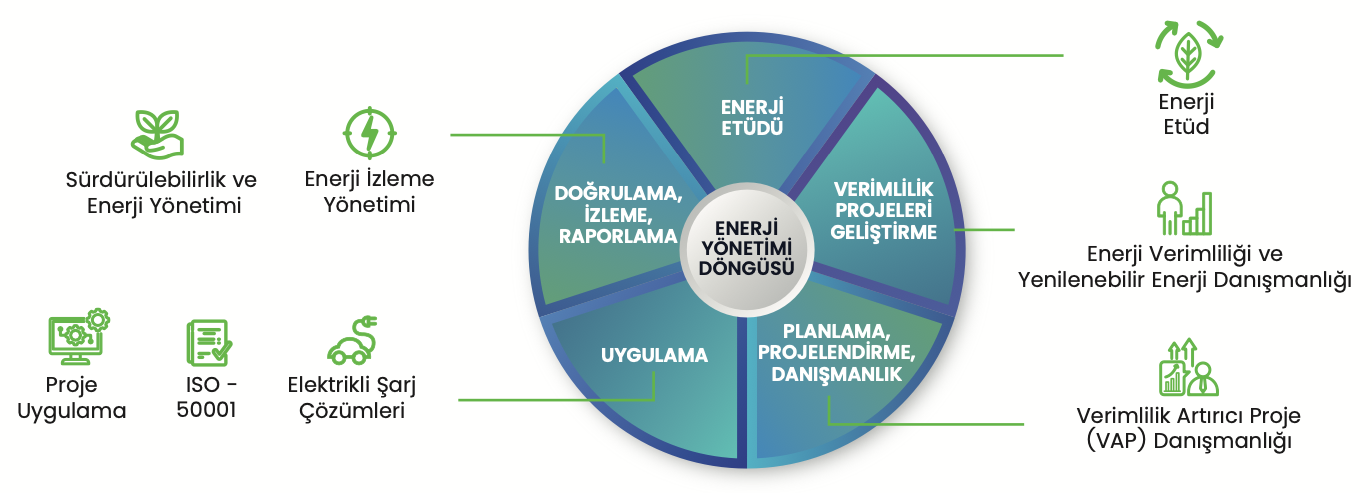 ENERJİ
ETÜDÜ
VERİMLİLİK
PROJELERİ
GELİŞTİRME
PLANLAMA,
PROJELENDİRME,
DANIŞMANLIK
UYGULAMA
DOĞRULAMA,
İZLEME,
RAPORLAMA
ENERJİ
YÖNETİMİ
DÖNGÜSÜ
Enerji
Etüd
Enerji Verimliliği ve
Yenilenebilir Enerji Danışmanlığı
Verimlilik Artırıcı Proje
(VAP) Danışmanlığı
Sürdürülebilirlik ve
Enerji Yönetimi
Enerji İzleme
Yönetimi
Proje
Uygulama
ISO -
50001
Elektrikli Şarj
Çözümleri